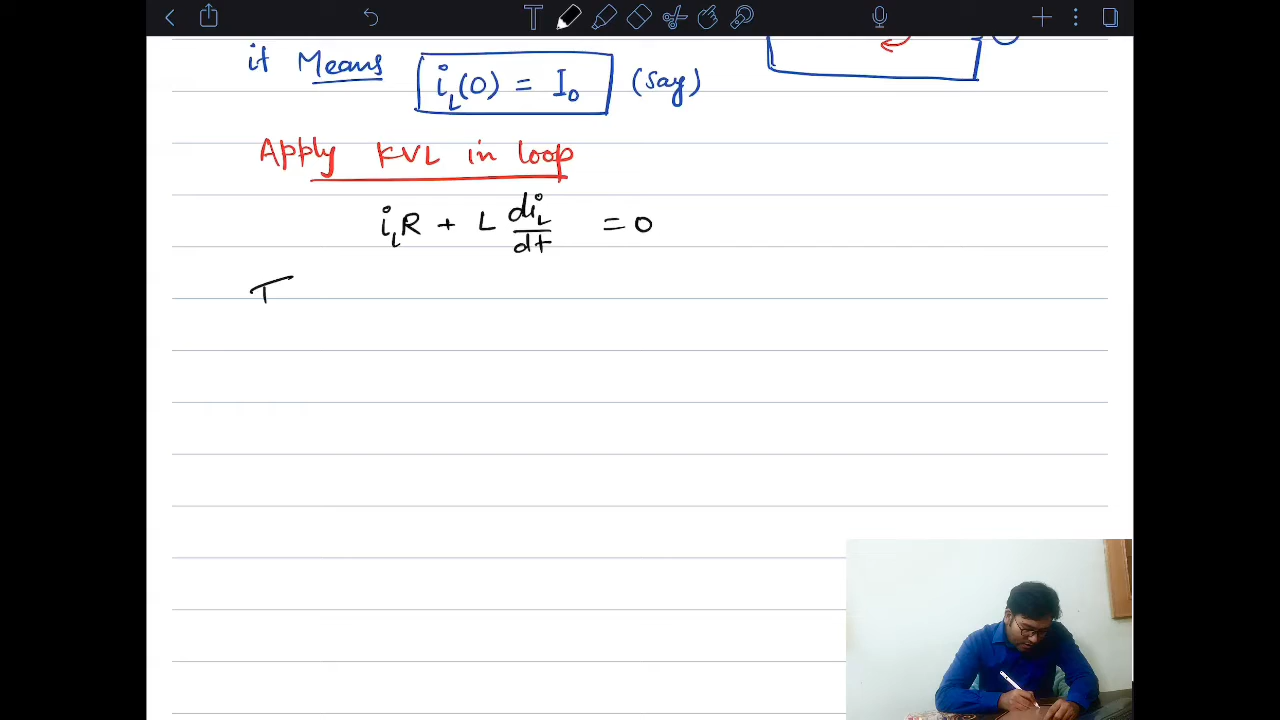 it Means i_L(0) = I_0 (Say)
Apply KVL in loop
i_L R + L di_L/dt = 0
T